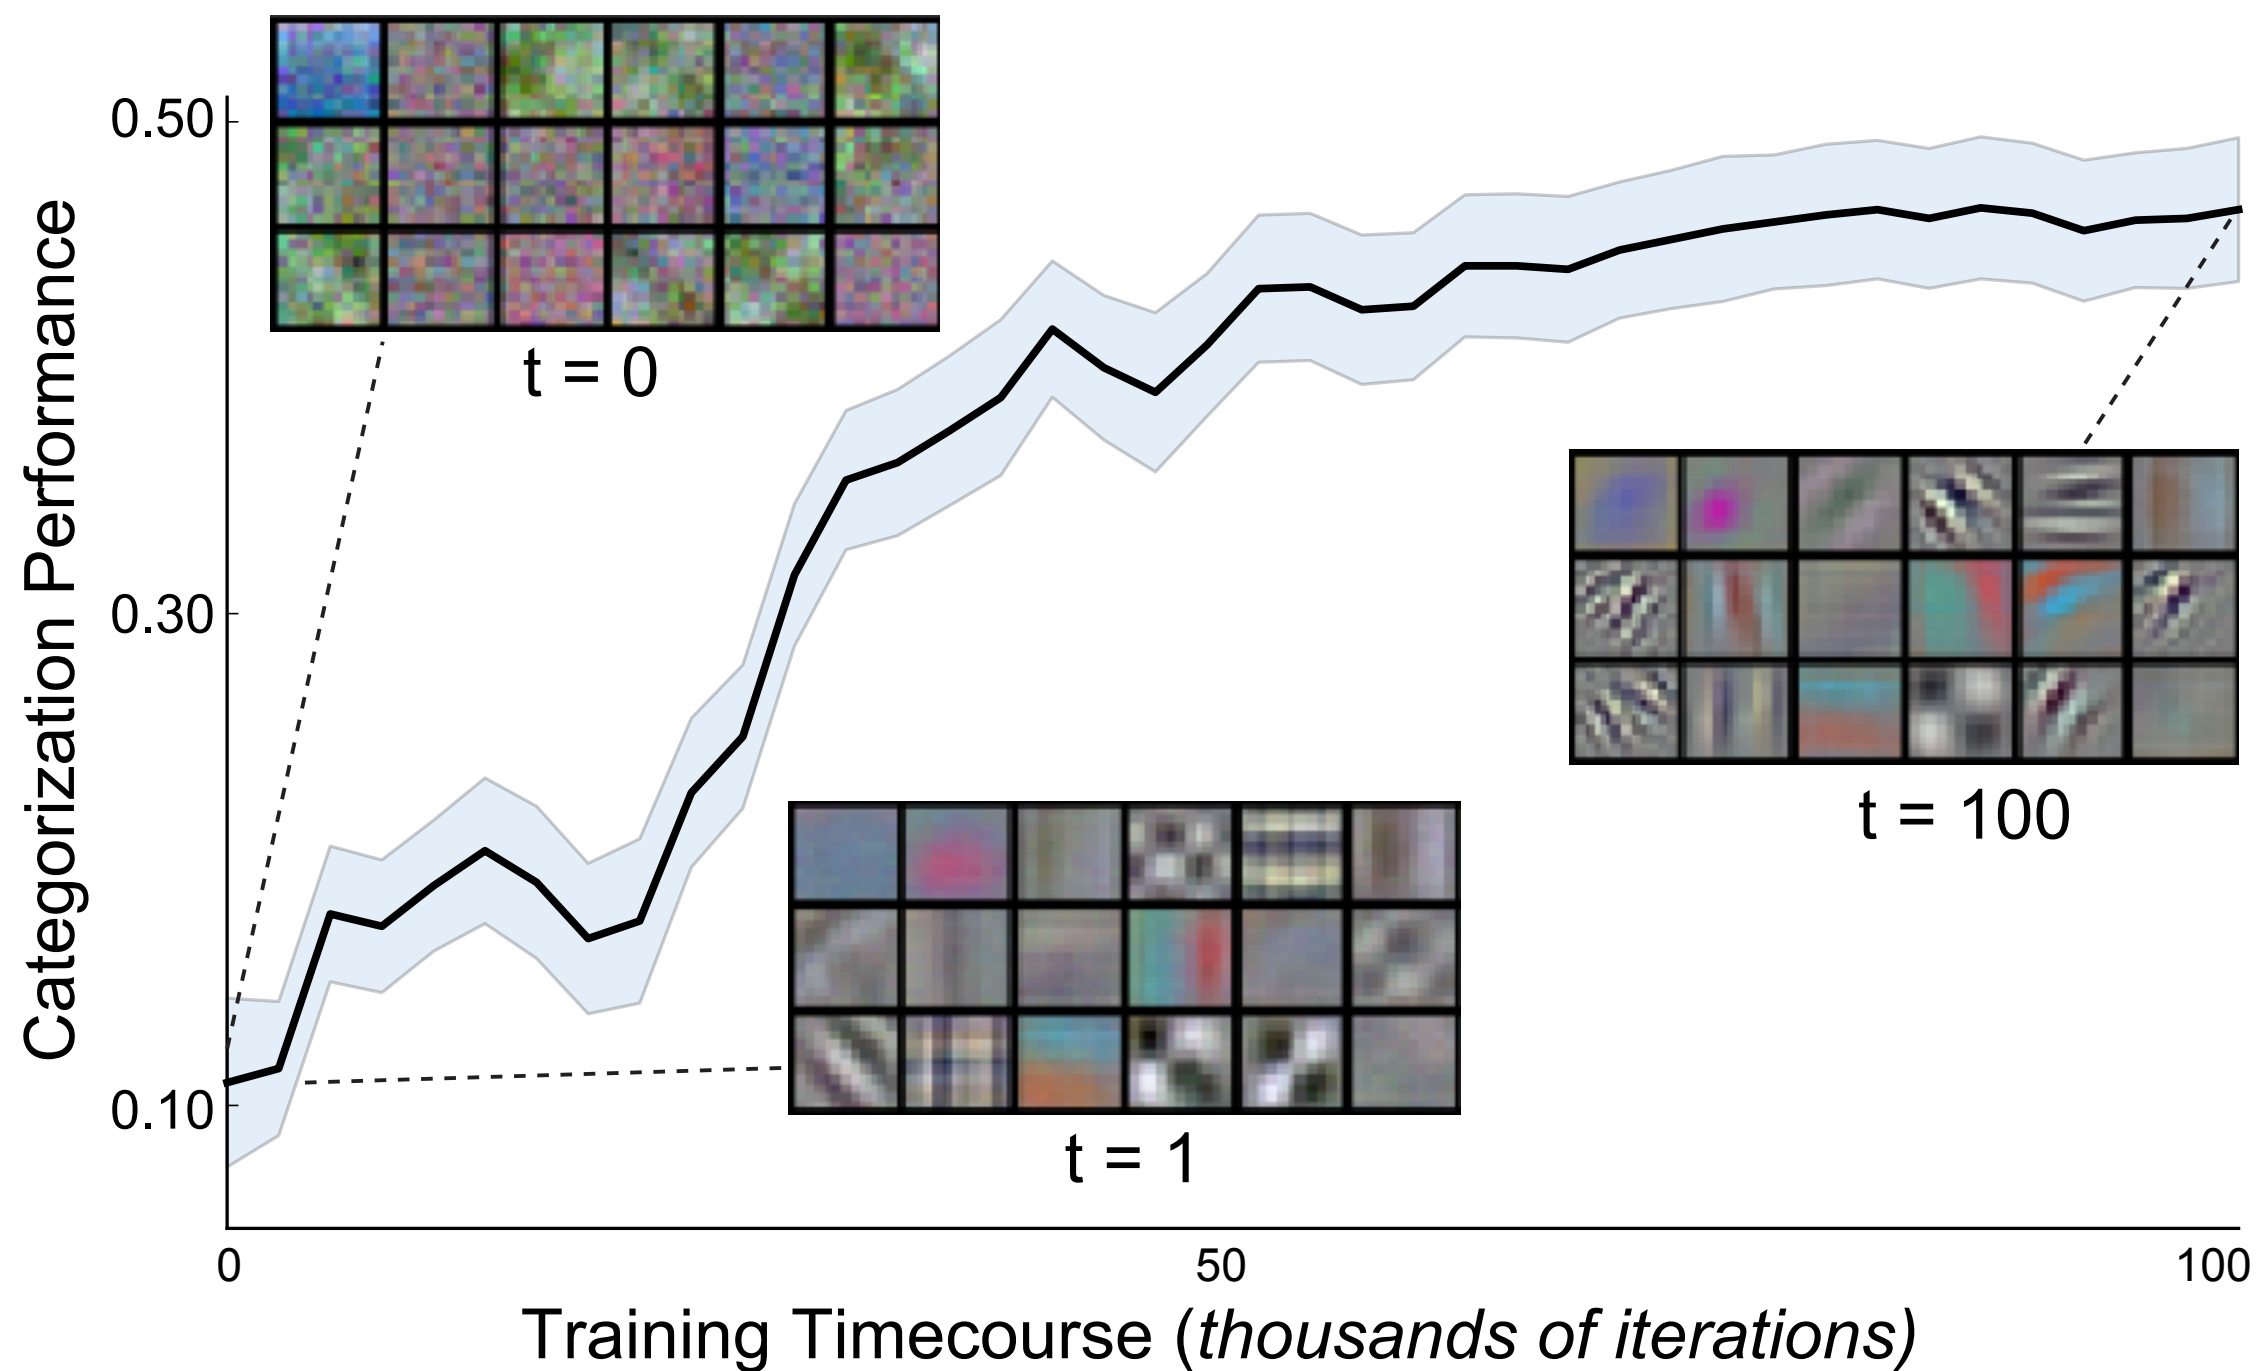 Categorization Performance
0.50
0.30
0.10
t = 0
t = 1
t = 100
0
50
100
Training Timecourse (thousands of iterations)